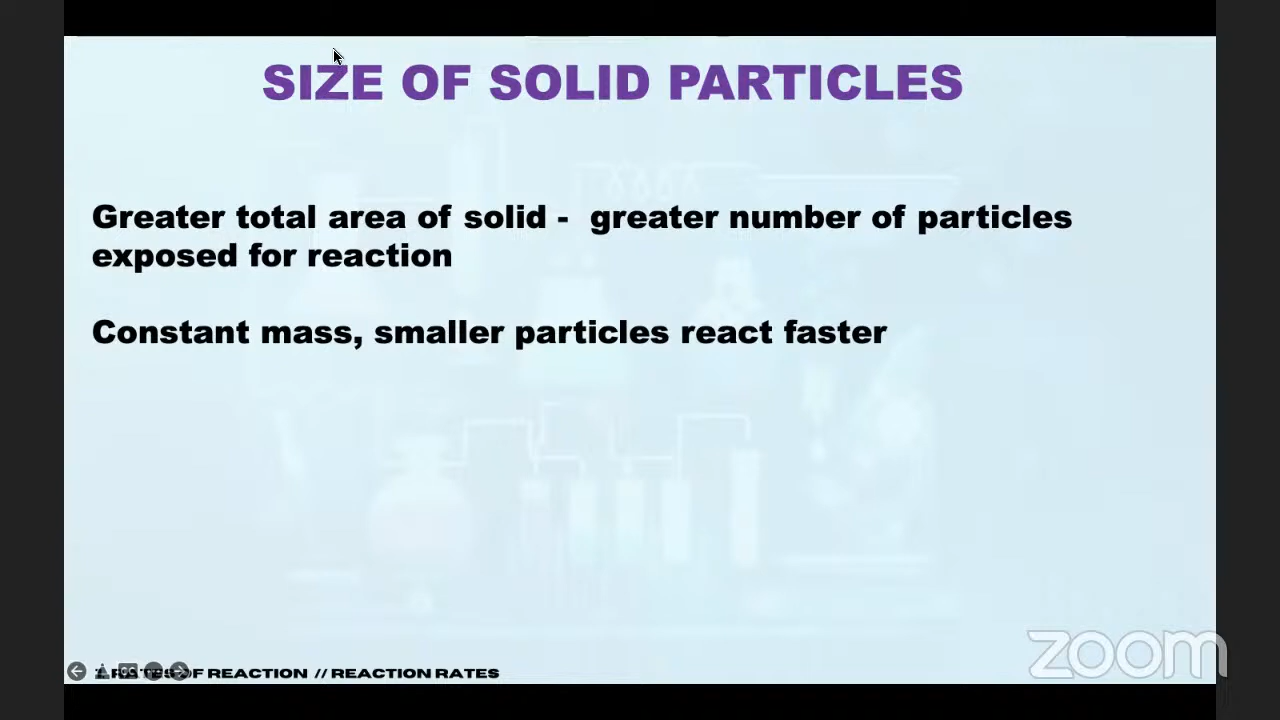 SIZE OF SOLID PARTICLES
Greater total area of solid - greater number of particles
exposed for reaction
Constant mass, smaller particles react faster
OF REACTION // REACTION RATES
zoom